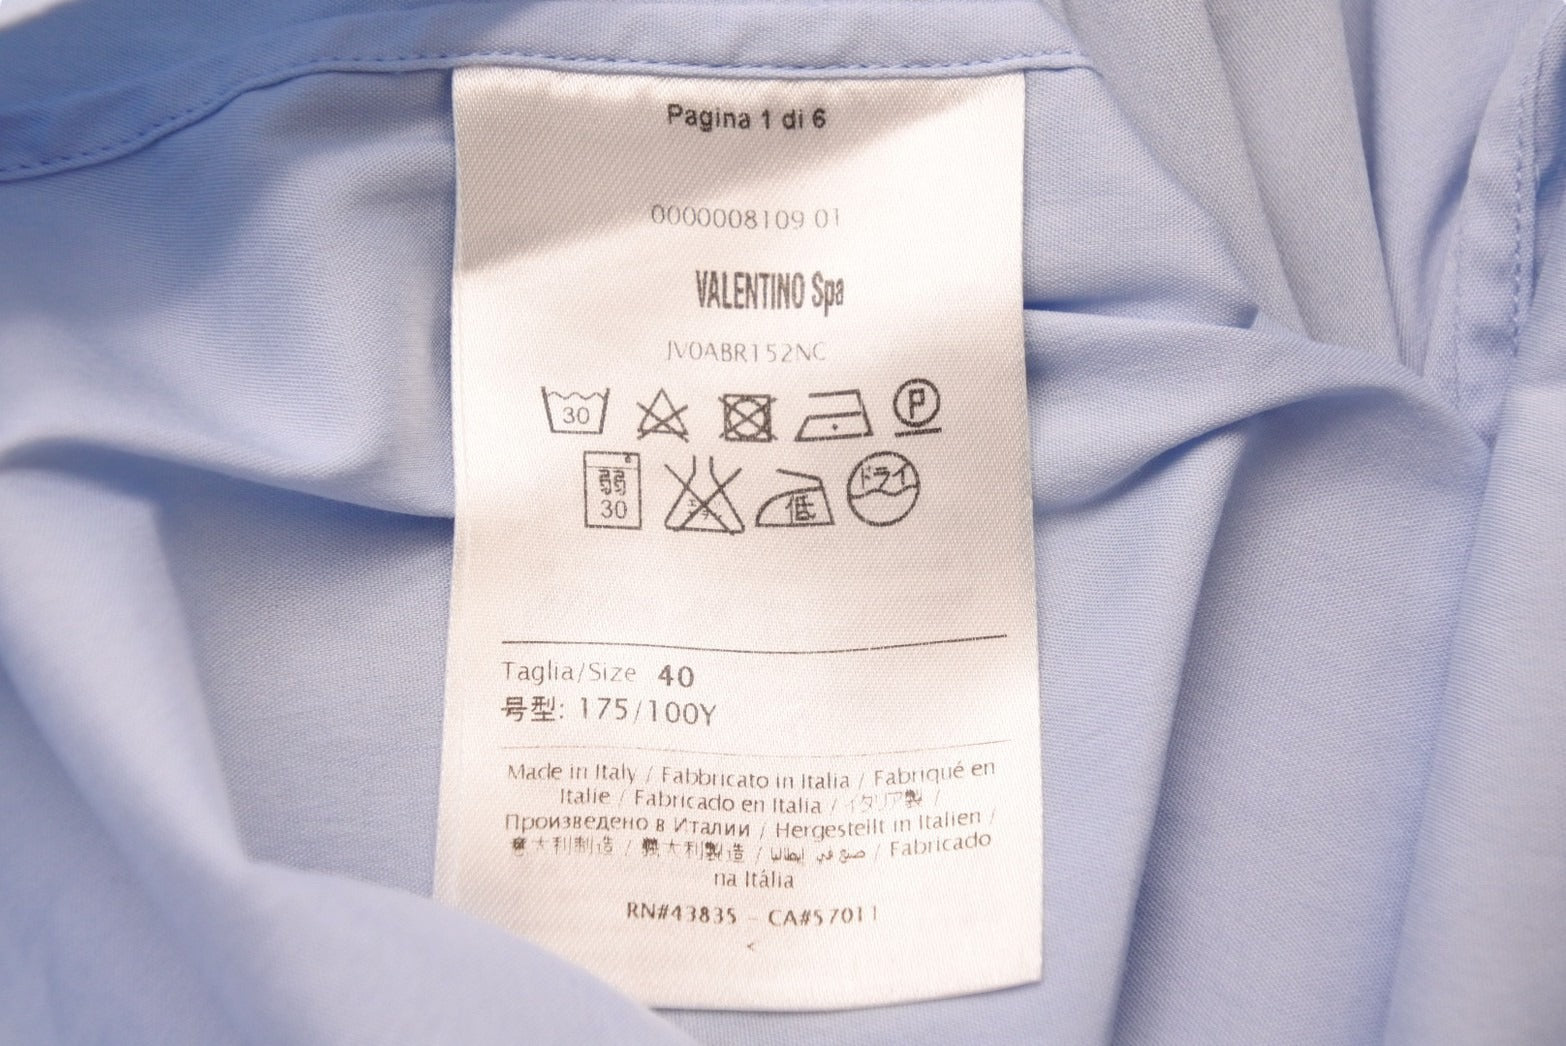 Pagina 1 di 6
0000008109 01
VALENTINO Spa
JV0ABR152NC
30
P
弱
30
エンソ
低
ドライ
Taglia/Size 40
号型: 175/100Y
Made in Italy / Fabbricato in Italia / Fabriqué en
Italie / Fabricado en Italia / イタリア製 /
Произведено в Италии / Hergestellt in Italien /
意大利制造 / 義大利製造 / صنع في إيطاليا / Fabricado
na Itália
RN#43835 - CA#57011
<